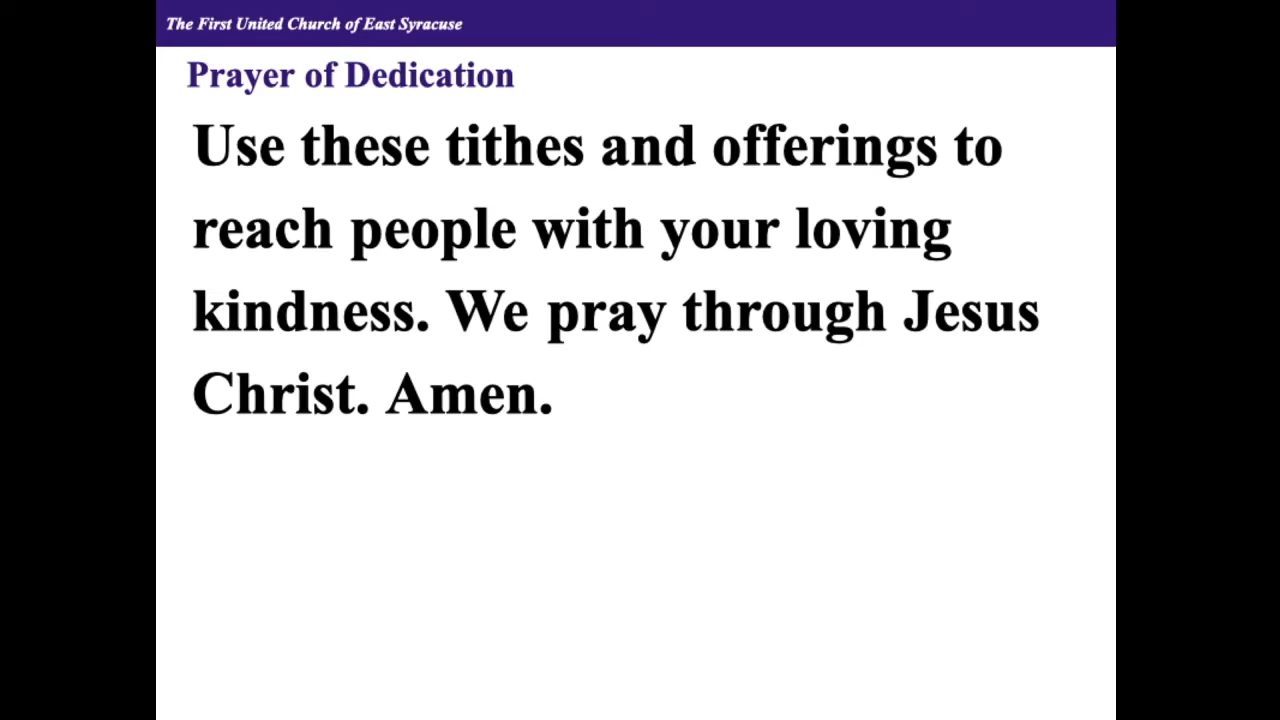 The First United Church of East Syracuse
Prayer of Dedication
Use these tithes and offerings to
reach people with your loving
kindness. We pray through Jesus
Christ. Amen.